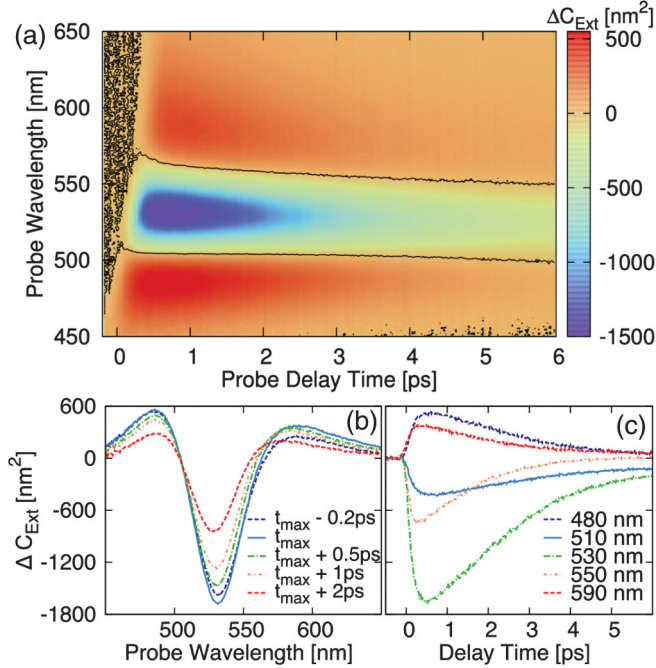 (a)
ΔC_Ext [nm²]
Probe Wavelength [nm]
650
600
550
500
450
0 1 2 3 4 5 6
Probe Delay Time [ps]
500
0
-500
-1000
-1500
(b)
Δ C_Ext [nm²]
600
0
-600
-1200
-1800
t_max - 0.2ps
t_max
t_max + 0.5ps
t_max + 1ps
t_max + 2ps
500 550 600
Probe Wavelength [nm]
(c)
480 nm
510 nm
530 nm
550 nm
590 nm
0 1 2 3 4 5
Delay Time [ps]